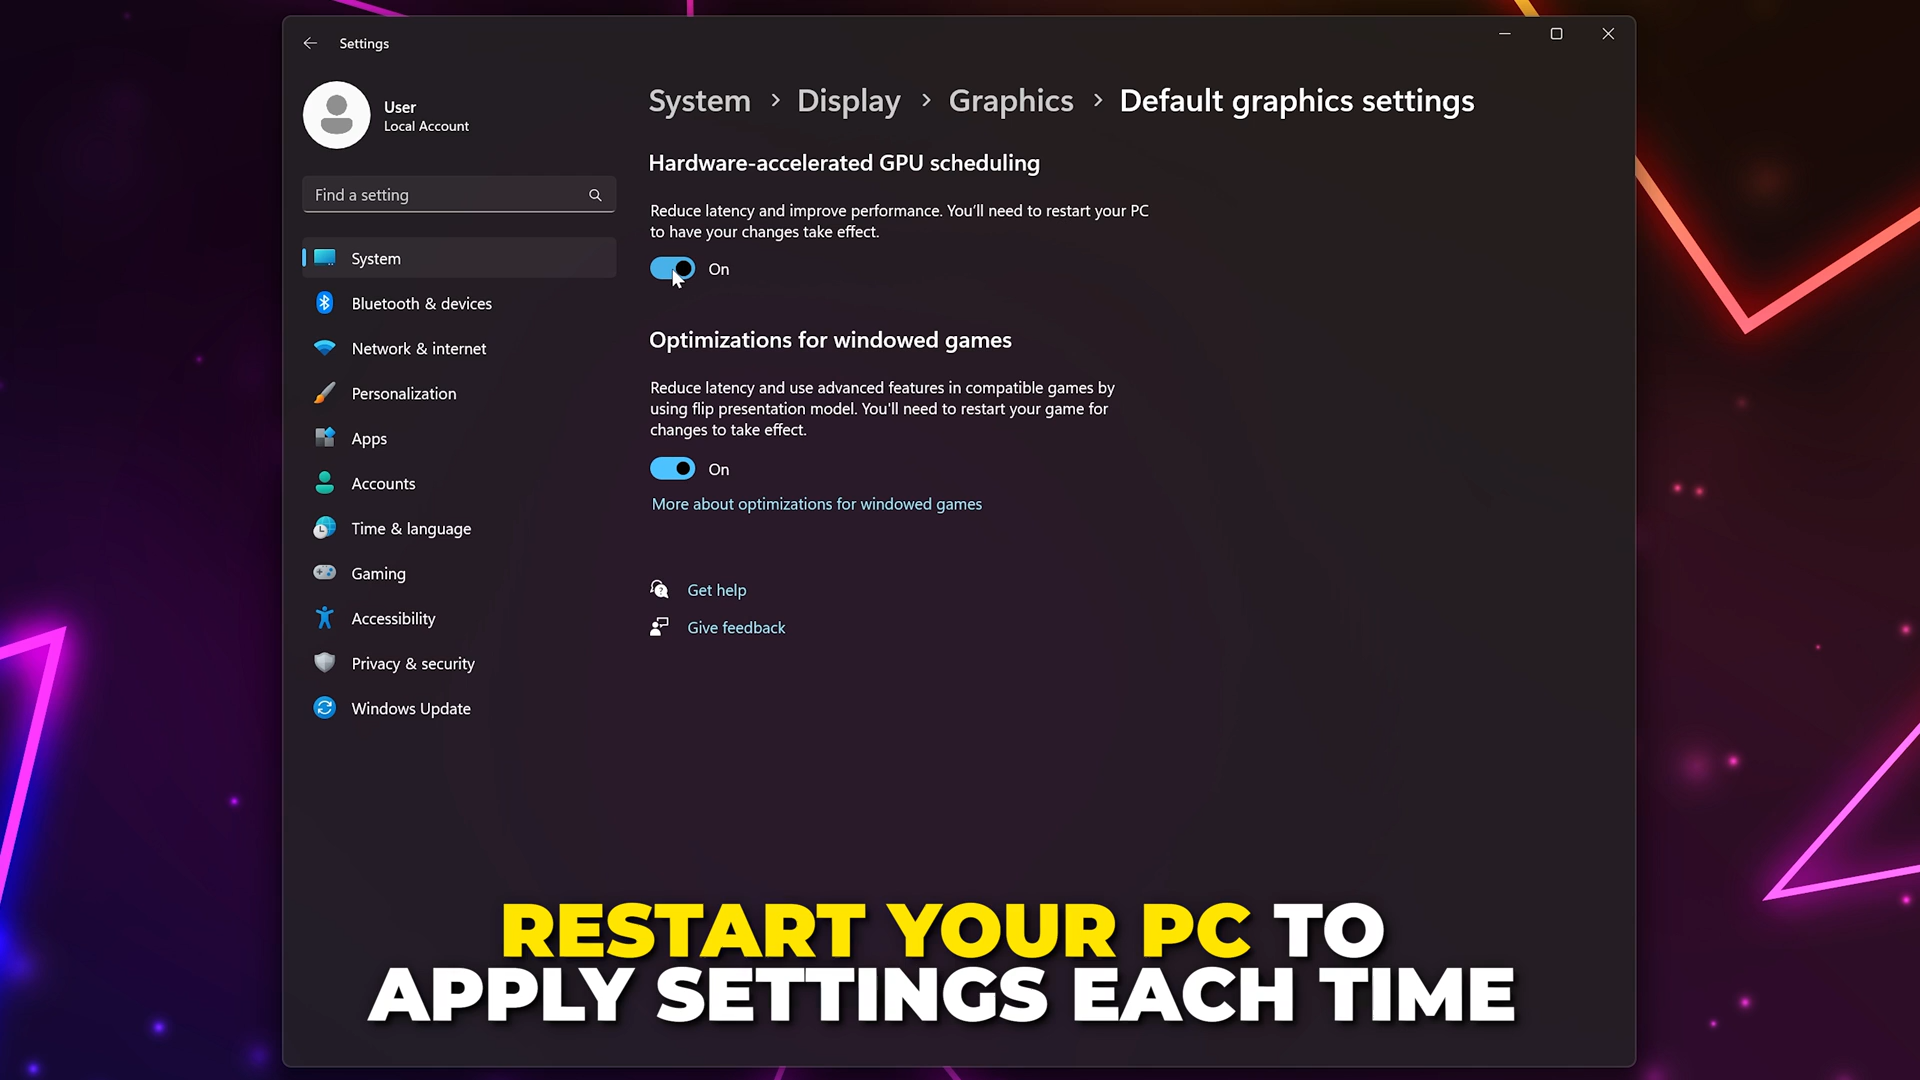 Settings
User
Local Account
Find a setting
System
Bluetooth & devices
Network & internet
Personalization
Apps
Accounts
Time & language
Gaming
Accessibility
Privacy & security
Windows Update
System > Display > Graphics > Default graphics settings
Hardware-accelerated GPU scheduling
Reduce latency and improve performance. You'll need to restart your PC
to have your changes take effect.
On
Optimizations for windowed games
Reduce latency and use advanced features in compatible games by
using flip presentation model. You'll need to restart your game for
changes to take effect.
On
More about optimizations for windowed games
Get help
Give feedback
RESTART YOUR PC TO
APPLY SETTINGS EACH TIME